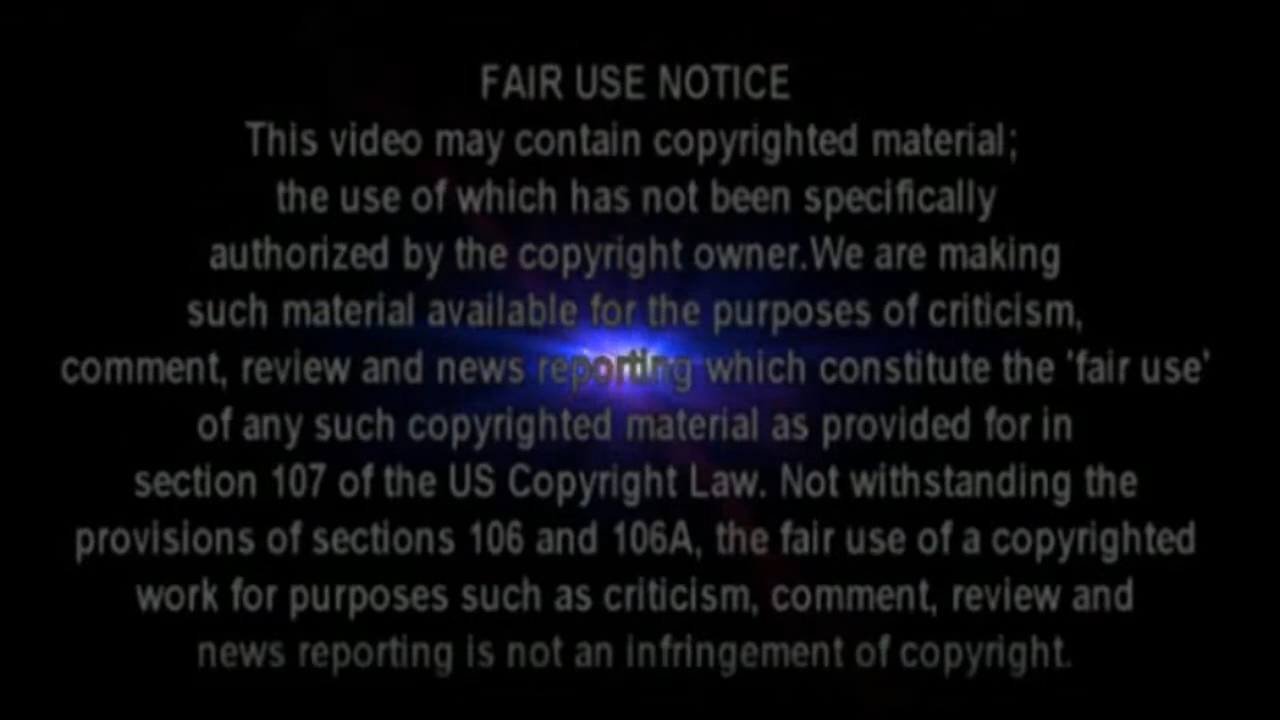 FAIR USE NOTICE
This video may contain copyrighted material;
the use of which has not been specifically
authorized by the copyright owner.We are making
such material available for the purposes of criticism,
comment, review and news reporting which constitute the 'fair use'
of any such copyrighted material as provided for in
section 107 of the US Copyright Law. Not withstanding the
provisions of sections 106 and 106A, the fair use of a copyrighted
work for purposes such as criticism, comment, review and
news reporting is not an infringement of copyright.